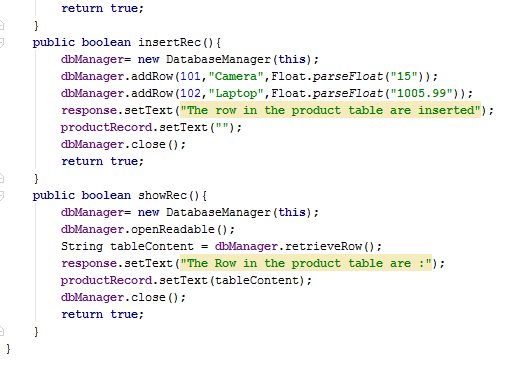 return true;
}
public boolean insertRec(){
dbManager= new DatabaseManager(this);
dbManager.addRow(101,"Camera",Float.parseFloat("15"));
dbManager.addRow(102,"Laptop",Float.parseFloat("1005.99"));
response.setText("The row in the product table are inserted");
productRecord.setText("");
dbManager.close();
return true;
}
public boolean showRec(){
dbManager= new DatabaseManager(this);
dbManager.openReadable();
String tableContent = dbManager.retrieveRow();
response.setText("The Row in the product table are :");
productRecord.setText(tableContent);
dbManager.close();
return true;
}
}